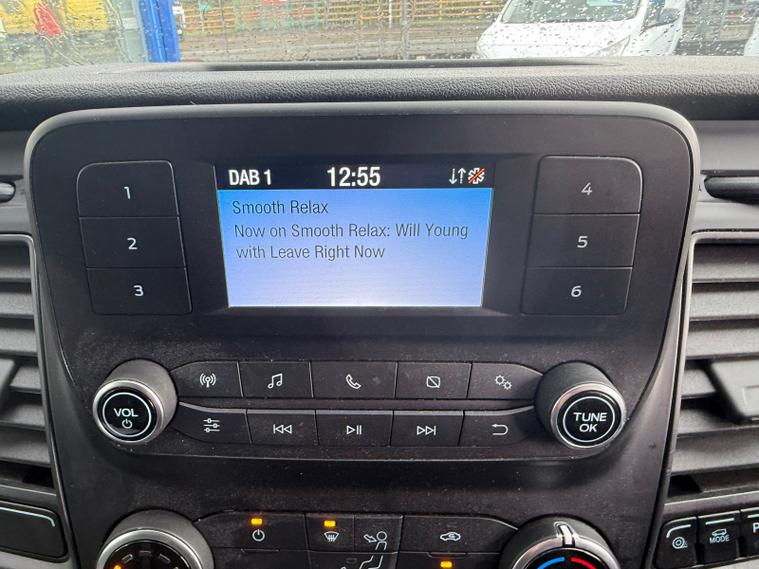 DAB 1 12:55
Smooth Relax
Now on Smooth Relax: Will Young
with Leave Right Now
1
2
3
4
5
6
VOL
TUNE
OK
MODE
P